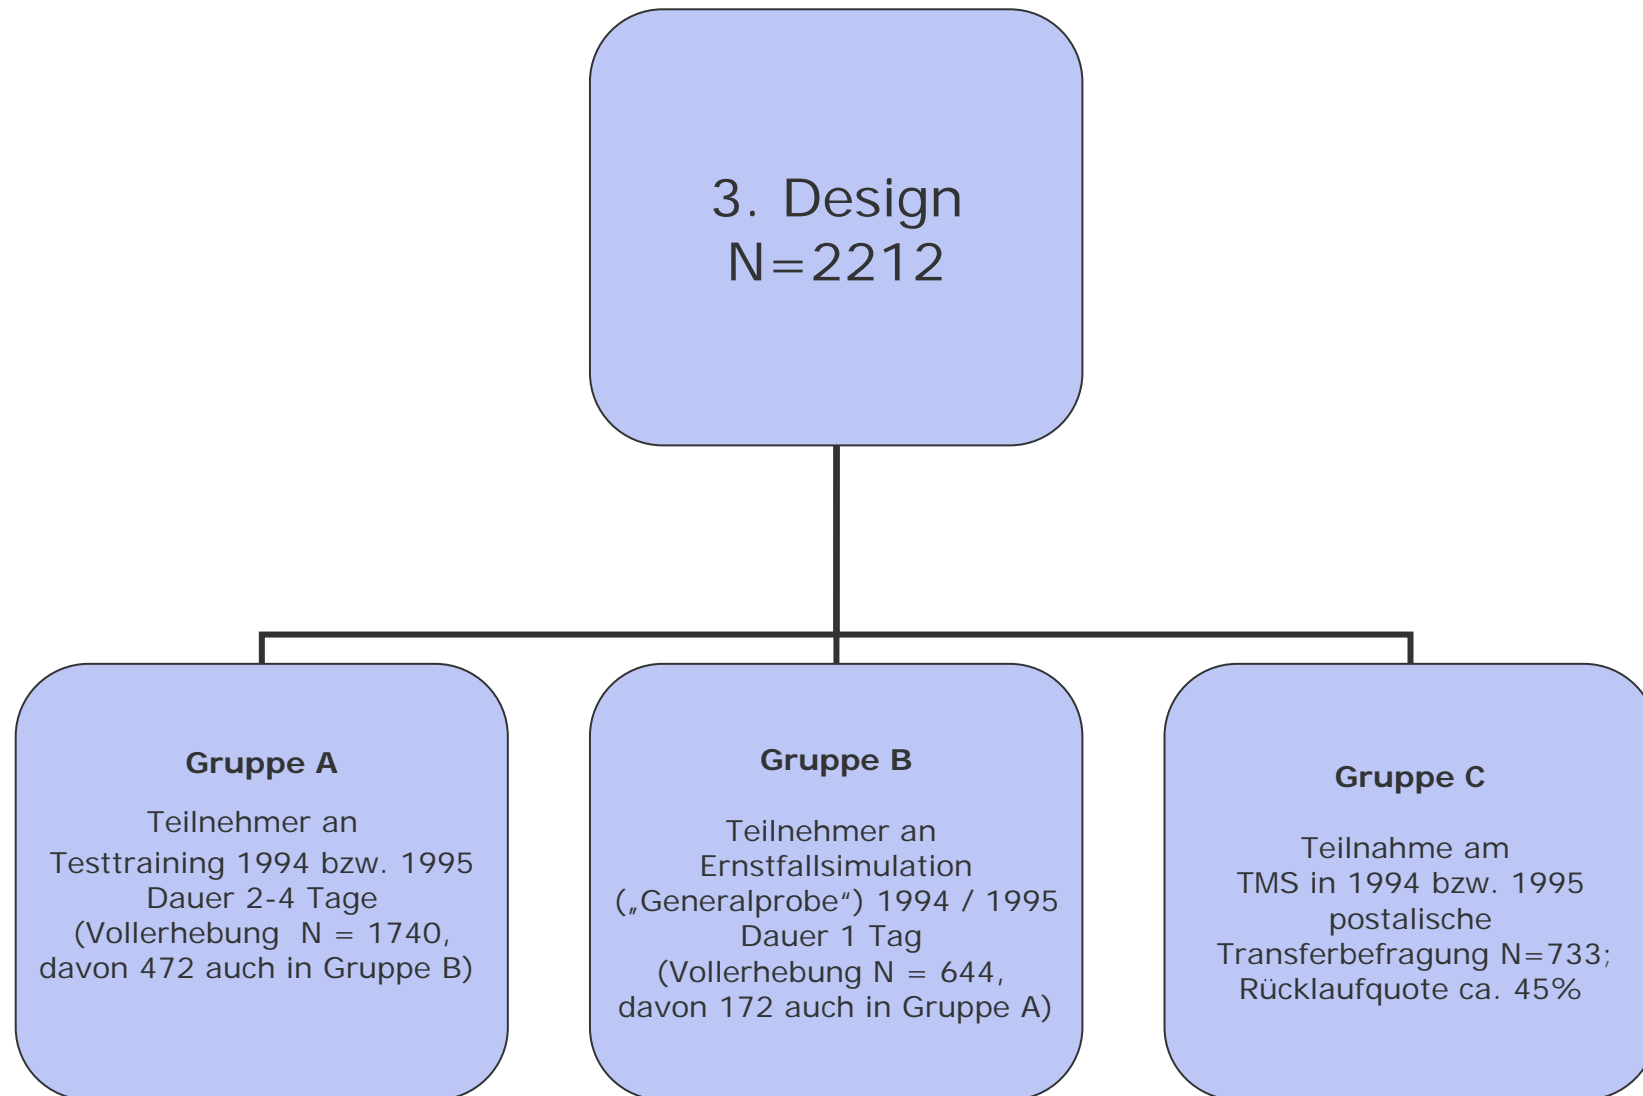 3. Design
N=2212
Gruppe A
Teilnehmer an
Testtraining 1994 bzw. 1995
Dauer 2-4 Tage
(Vollerhebung N = 1740,
davon 472 auch in Gruppe B)
Gruppe B
Teilnehmer an
Ernstfallsimulation
(„Generalprobe“) 1994 / 1995
Dauer 1 Tag
(Vollerhebung N = 644,
davon 172 auch in Gruppe A)
Gruppe C
Teilnahme am
TMS in 1994 bzw. 1995
postalische
Transferbefragung N=733;
Rücklaufquote ca. 45%